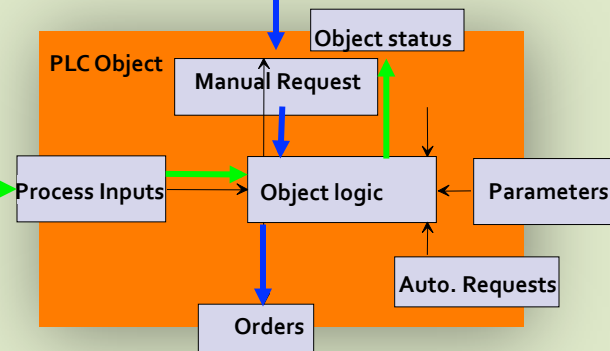 Object status
PLC Object
Manual Request
Process Inputs
Object logic
Parameters
Auto. Requests
Orders